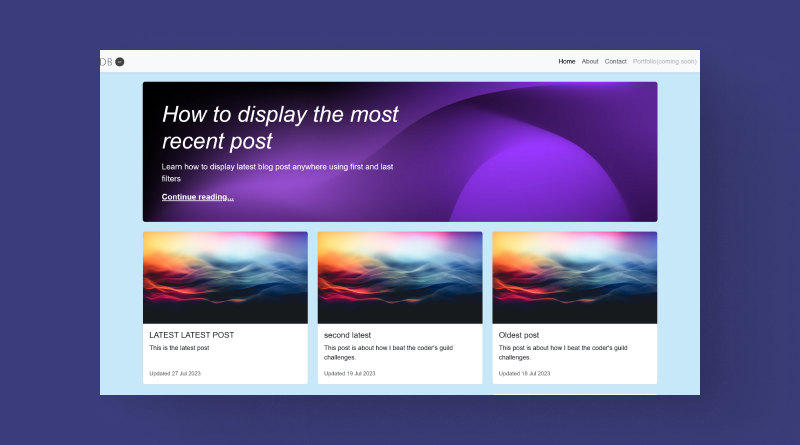 DB
Home About Contact Portfolio(coming soon)
How to display the most
recent post
Learn how to display latest blog post anywhere using first and last
filters
Continue reading...
LATEST LATEST POST
This is the latest post
Updated 27 Jul 2023
second latest
This post is about how I beat the coder's guild
challenges.
Updated 19 Jul 2023
Oldest post
This post is about how I beat the coder's guild
challenges.
Updated 18 Jul 2023